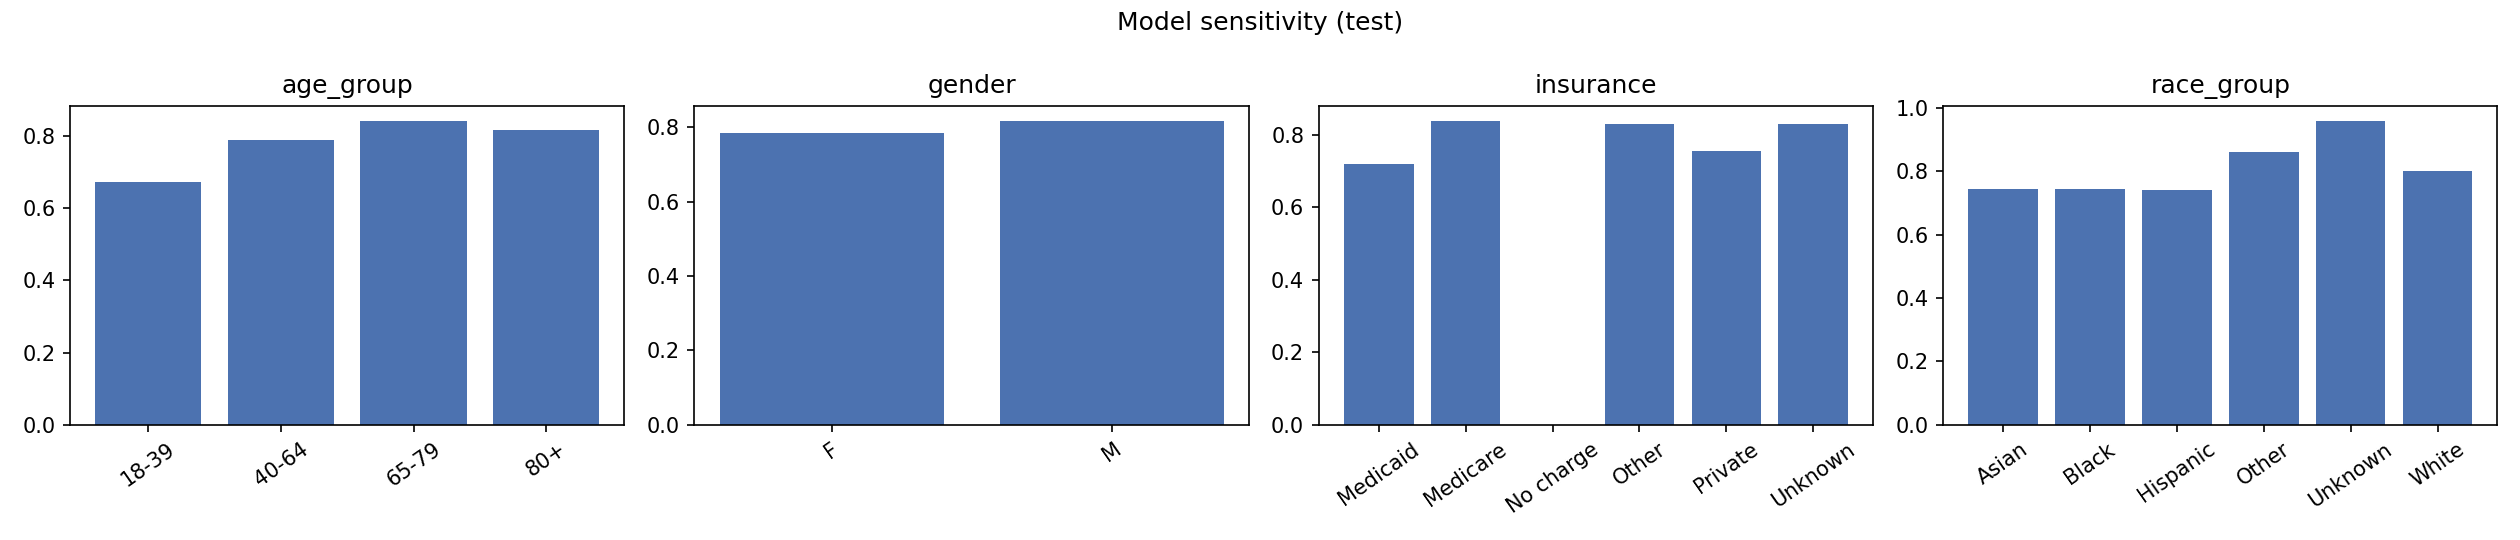 Model sensitivity (test)
age_group
0.8
0.6
0.4
0.2
0.0
18-39
40-64
65-79
80+
gender
0.8
0.6
0.4
0.2
0.0
F
M
insurance
0.8
0.6
0.4
0.2
0.0
Medicaid
Medicare
No charge
Other
Private
Unknown
race_group
1.0
0.8
0.6
0.4
0.2
0.0
Asian
Black
Hispanic
Other
Unknown
White